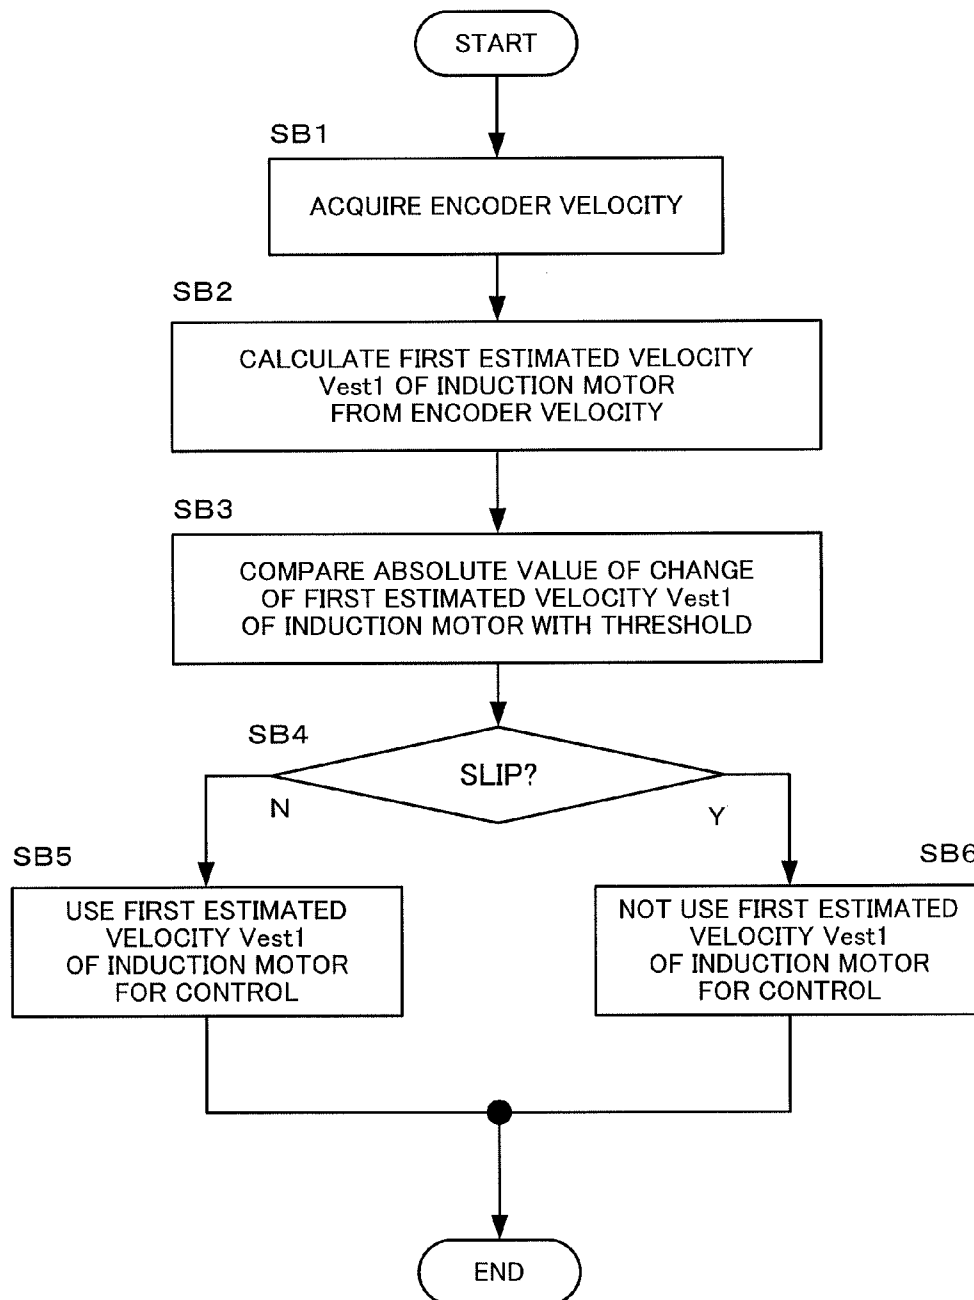 START
SB1
ACQUIRE ENCODER VELOCITY
SB2
CALCULATE FIRST ESTIMATED VELOCITY
Vest1 OF INDUCTION MOTOR
FROM ENCODER VELOCITY
SB3
COMPARE ABSOLUTE VALUE OF CHANGE
OF FIRST ESTIMATED VELOCITY Vest1
OF INDUCTION MOTOR WITH THRESHOLD
SB4
SLIP?
N
Y
SB5
USE FIRST ESTIMATED
VELOCITY Vest1
OF INDUCTION MOTOR
FOR CONTROL
SB6
NOT USE FIRST ESTIMATED
VELOCITY Vest1
OF INDUCTION MOTOR
FOR CONTROL
END